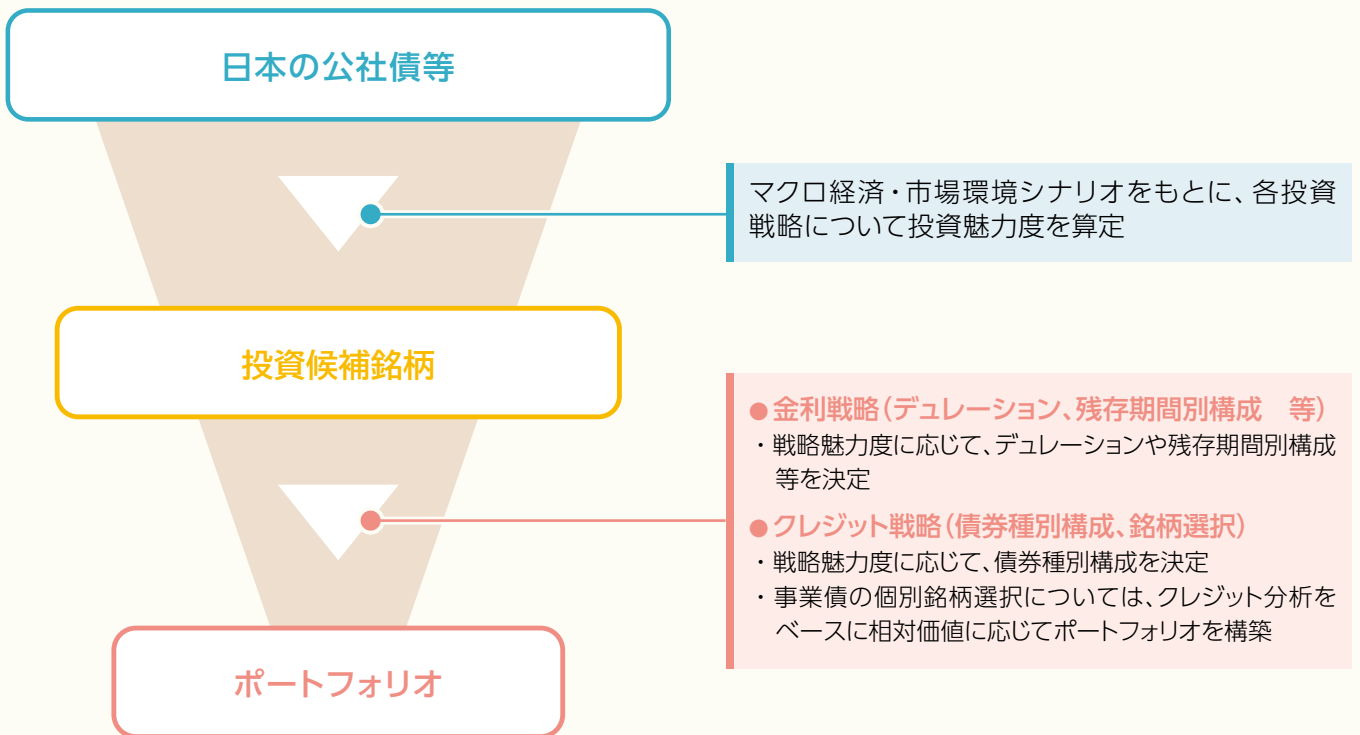 日本の公社債等
マクロ経済・市場環境シナリオをもとに、各投資
戦略について投資魅力度を算定
投資候補銘柄
●金利戦略(デュレーション、残存期間別構成　等)
・戦略魅力度に応じて、デュレーションや残存期間別構成
等を決定
●クレジット戦略(債券種別構成、銘柄選択)
・戦略魅力度に応じて、債券種別構成を決定
・事業債の個別銘柄選択については、クレジット分析を
ベースに相対価値に応じてポートフォリオを構築
ポートフォリオ